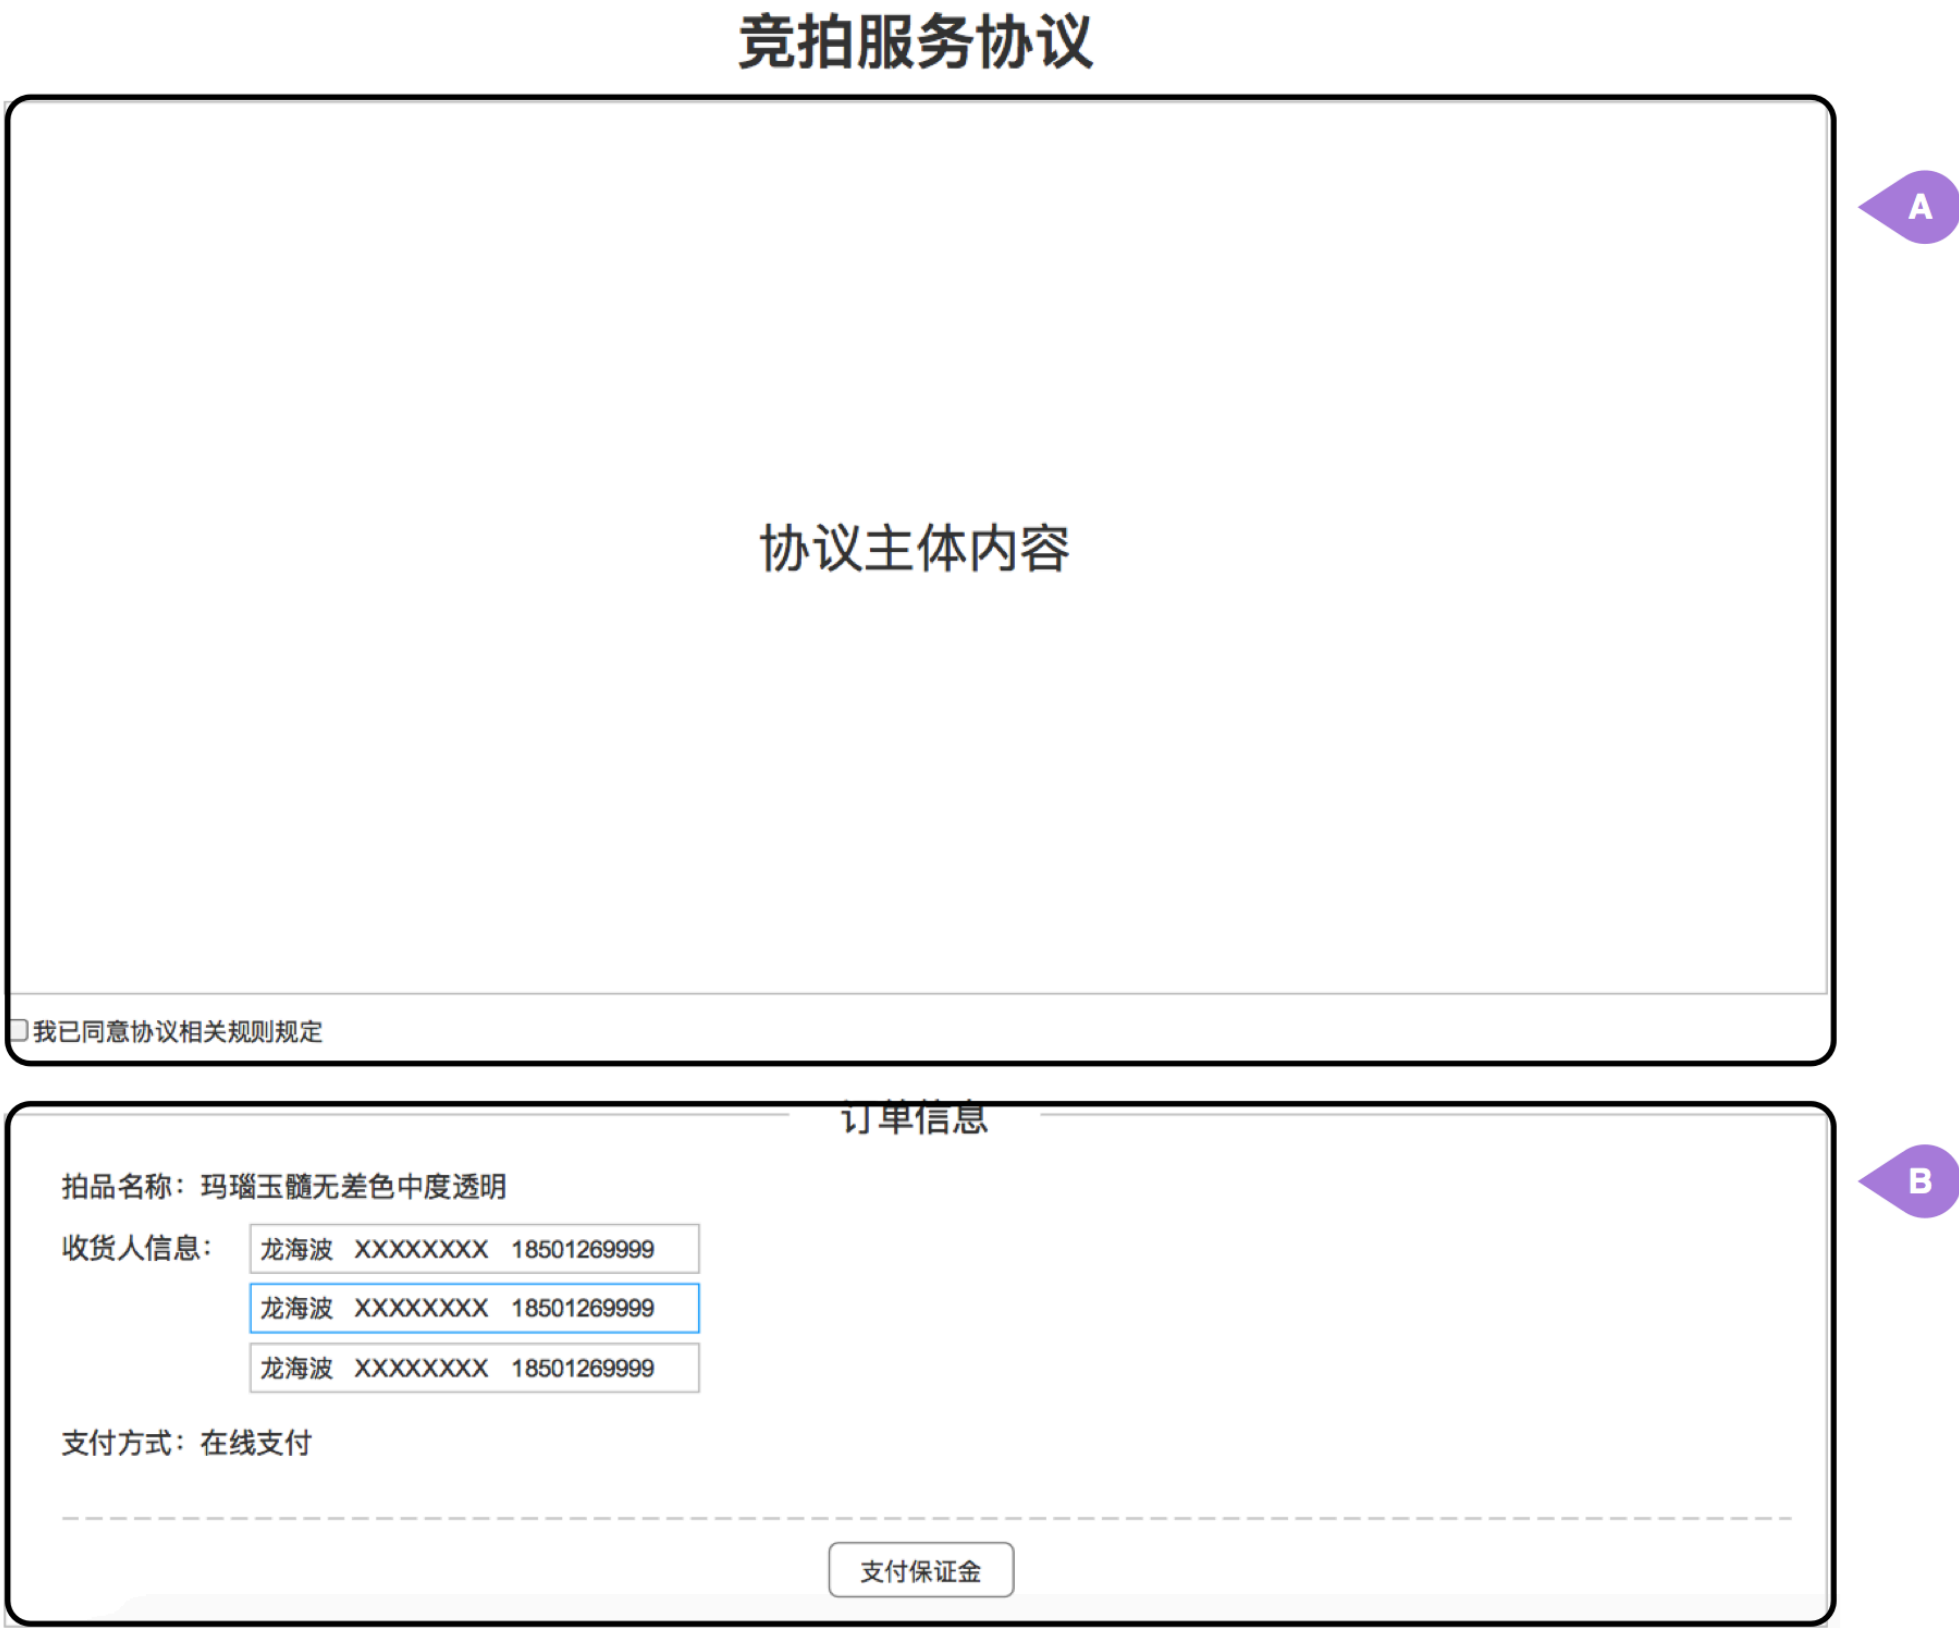 竞拍服务协议
A
协议主体内容
我已同意协议相关规则规定
订单信息
B
拍品名称：玛瑙玉髓无差色中度透明
收货人信息： 龙海波 XXXXXXXX 18501269999
龙海波 XXXXXXXX 18501269999
龙海波 XXXXXXXX 18501269999
支付方式：在线支付
支付保证金